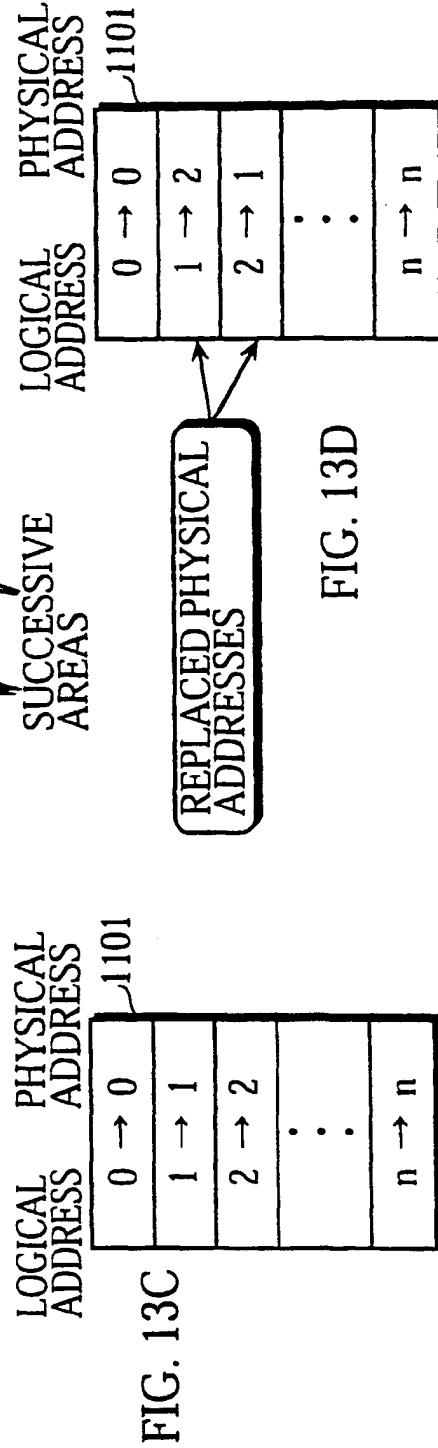 LOGICAL
ADDRESS
PHYSICAL
ADDRESS
1101
0 → 0
1 → 1
2 → 2
· · ·
n → n
FIG. 13C
SUCCESSIVE
AREAS
REPLACED PHYSICAL
ADDRESSES
LOGICAL
ADDRESS
PHYSICAL
ADDRESS
1101
0 → 0
1 → 2
2 → 1
· · ·
n → n
FIG. 13D